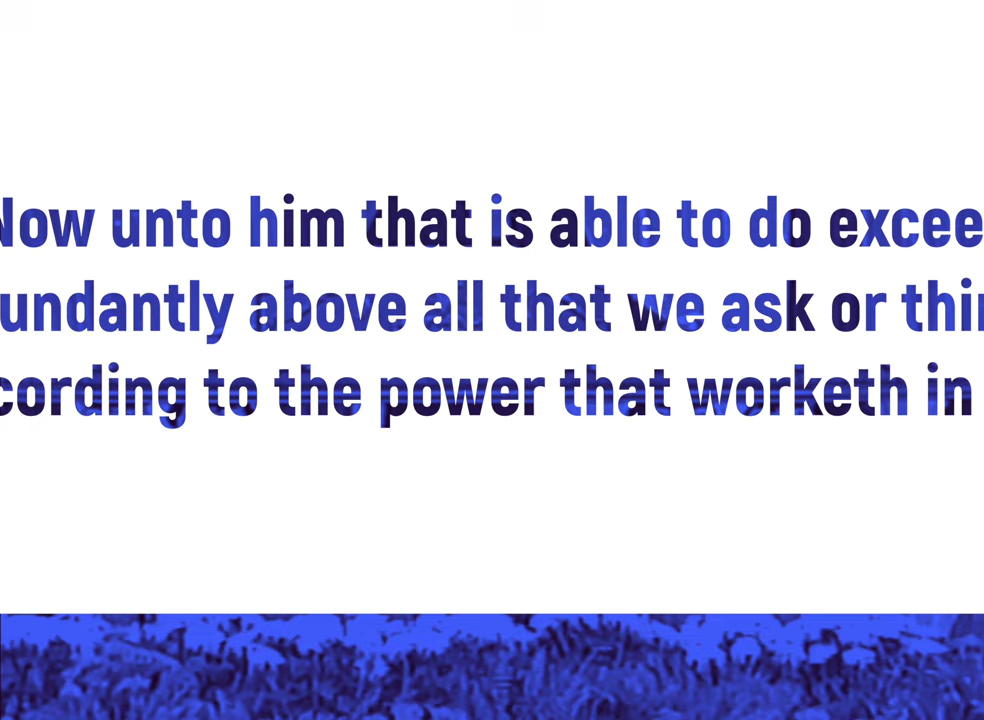 Now unto him that is able to do excee
undantly above all that we ask or thin
cording to the power that worketh in